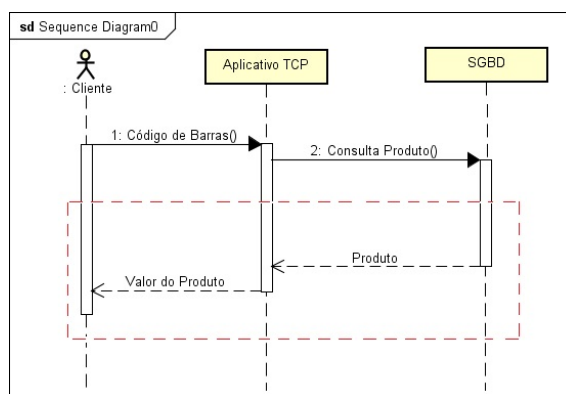 sd Sequence Diagram0
: Cliente
Aplicativo TCP
SGBD
1: Código de Barras()
2: Consulta Produto()
Produto
Valor do Produto